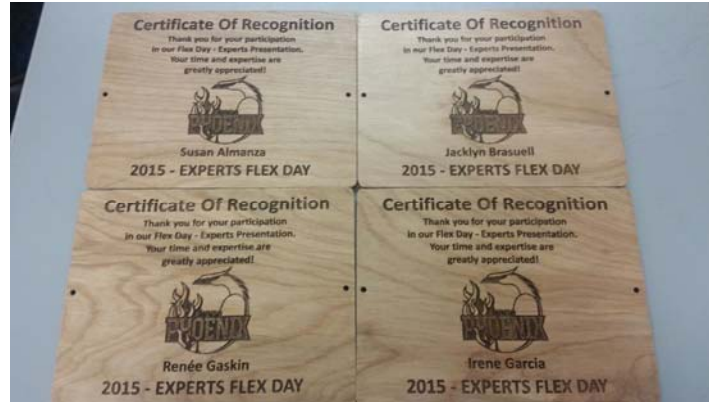 Certificate Of Recognition
Thank you for your participation
in our Flex Day - Experts Presentation.
Your time and expertise are
greatly appreciated!
PHOENIX
Susan Almanza
2015 - EXPERTS FLEX DAY
Certificate Of Recognition
Thank you for your participation
in our Flex Day - Experts Presentation.
Your time and expertise are
greatly appreciated!
PHOENIX
Jacklyn Brasuell
2015 - EXPERTS FLEX DAY
Certificate Of Recognition
Thank you for your participation
in our Flex Day - Experts Presentation.
Your time and expertise are
greatly appreciated!
PHOENIX
Renée Gaskin
2015 - EXPERTS FLEX DAY
Certificate Of Recognition
Thank you for your participation
in our Flex Day - Experts Presentation.
Your time and expertise are
greatly appreciated!
PHOENIX
Irene Garcia
2015 - EXPERTS FLEX DAY